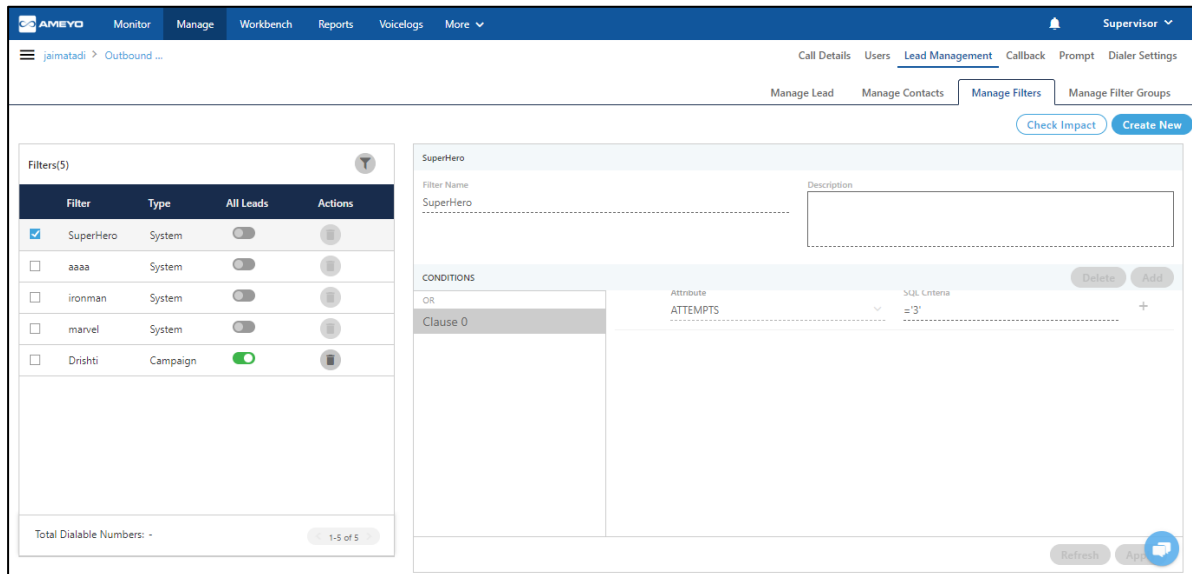 AMEYO Monitor Manage Workbench Reports Voicelogs More Supervisor
jaimatadi > Outbound ... Call Details Users Lead Management Callback Prompt Dialer Settings
Manage Lead Manage Contacts Manage Filters Manage Filter Groups
Check Impact Create New
Filters(5)
Filter Type All Leads Actions
SuperHero System
aaaa System
ironman System
marvel System
Drishti Campaign
Total Dialable Numbers: - 1-5 of 5
SuperHero
Filter Name Description
SuperHero
CONDITIONS Delete Add
OR Attribute SQL Criteria
Clause 0 ATTEMPTS ='3' +
Refresh